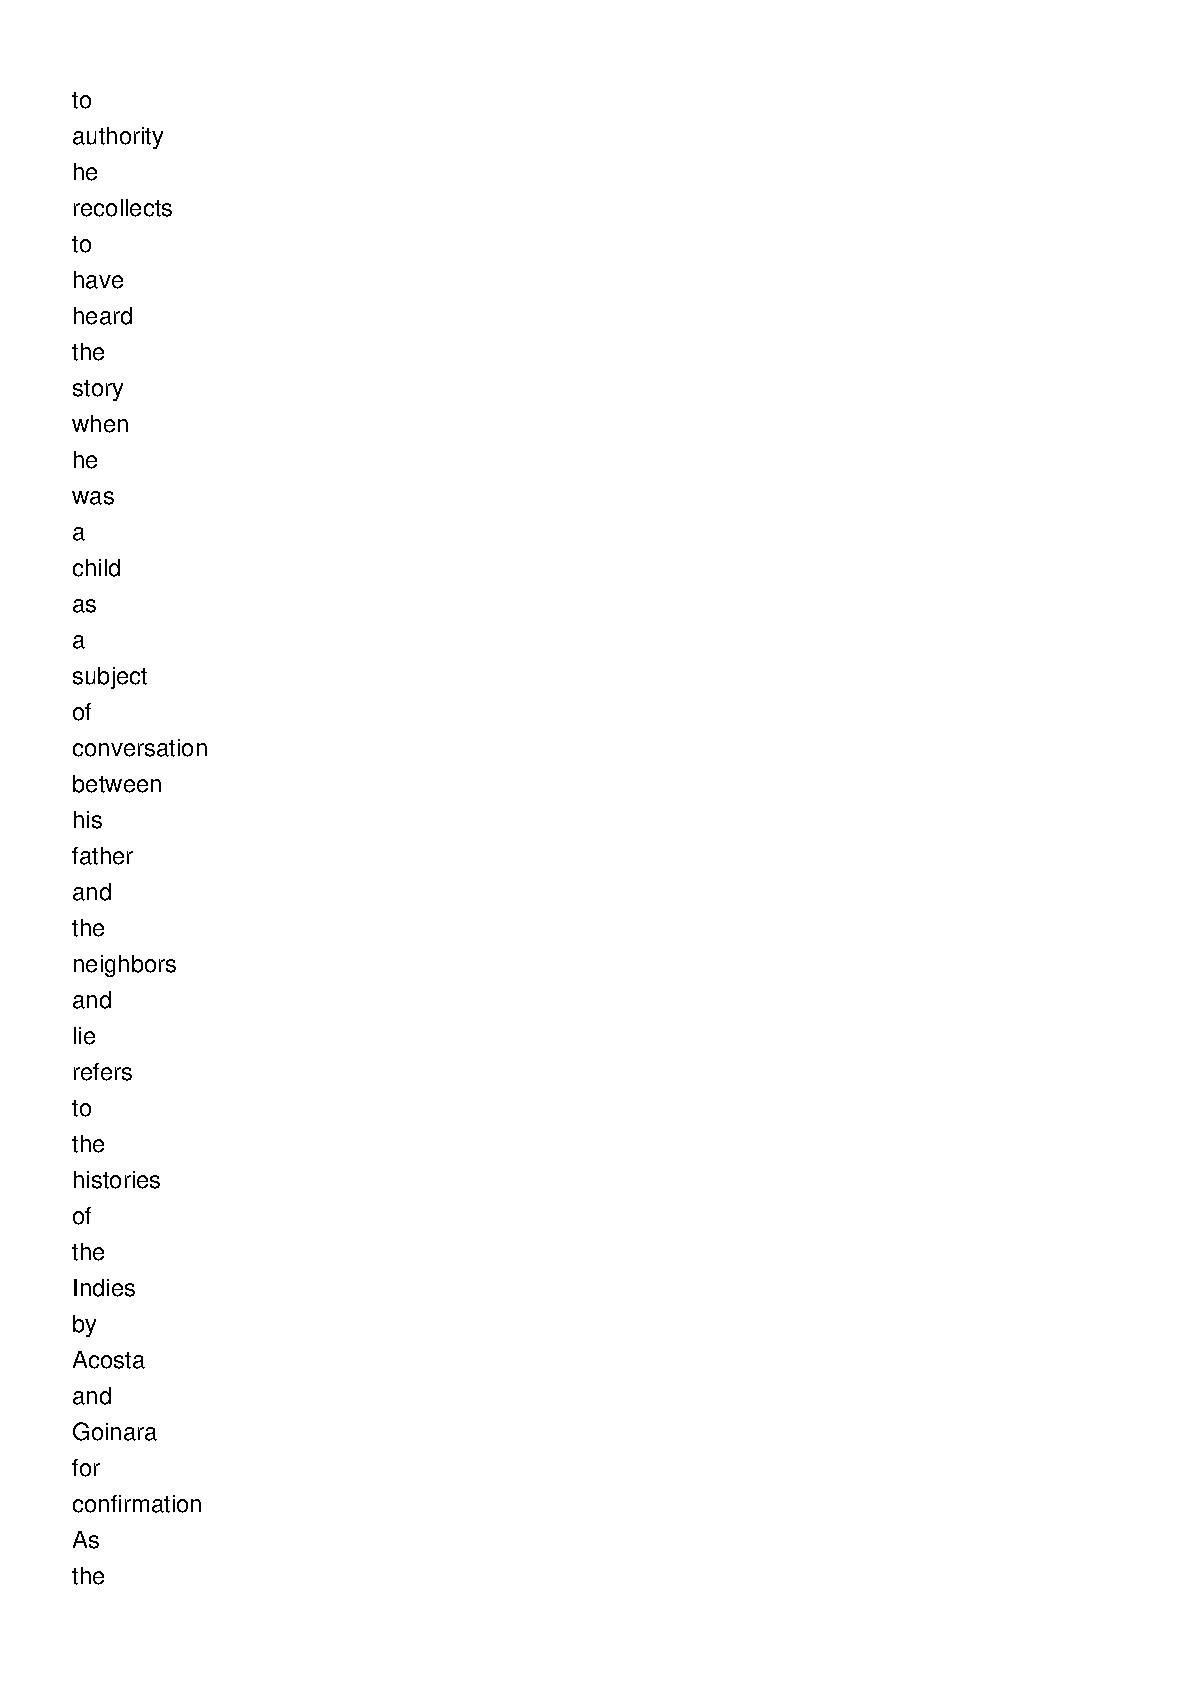 to
authority
he
recollects
to
have
heard
the
story
when
he
was
a
child
as
a
subject
of
conversation
between
his
father
and
the
neighbors
and
lie
refers
to
the
histories
of
the
Indies
by
Acosta
and
Goinara
for
confirmation
As
the